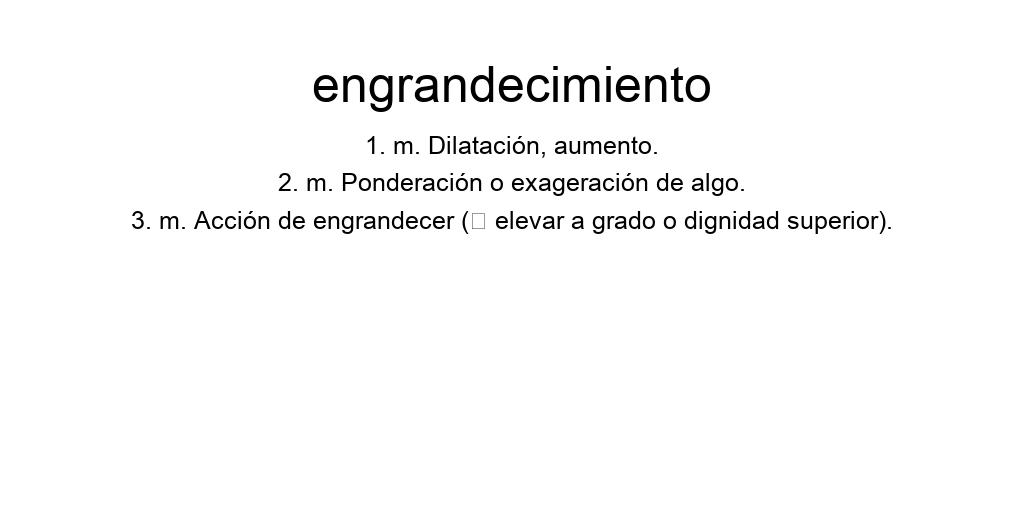 engrandecimiento
1. m. Dilatación, aumento.
2. m. Ponderación o exageración de algo.
3. m. Acción de engrandecer (□ elevar a grado o dignidad superior).